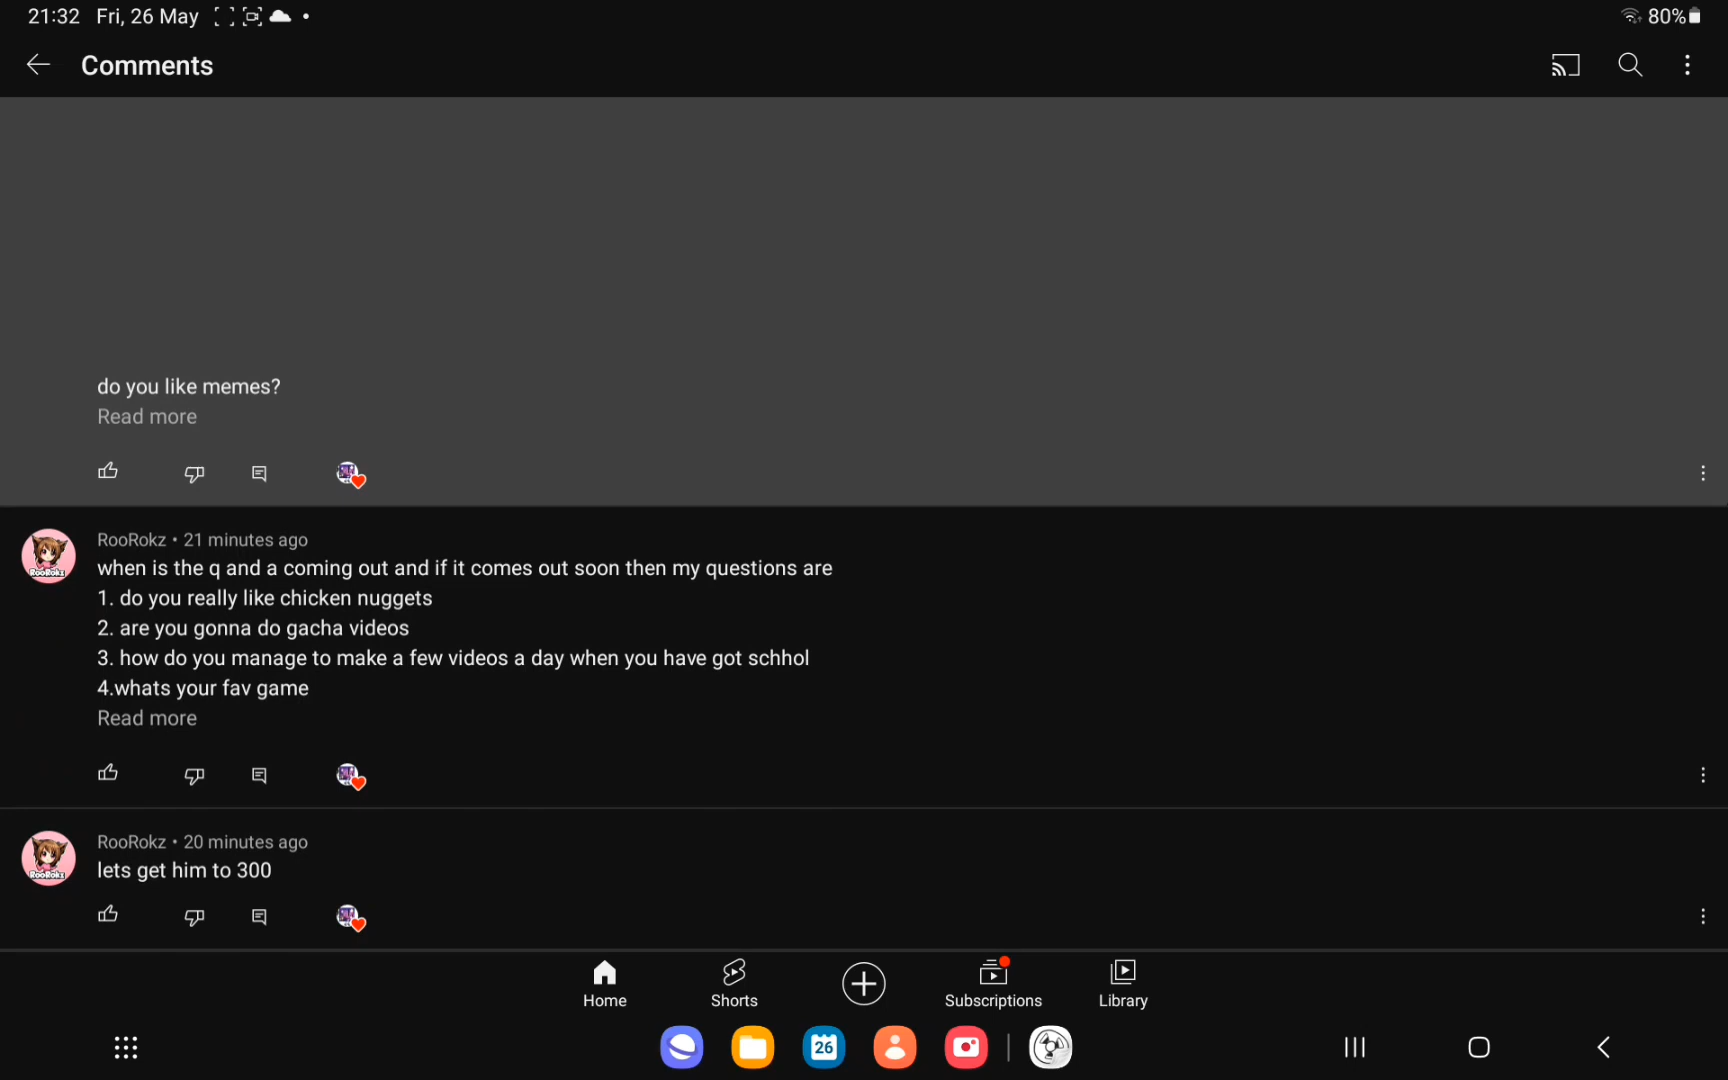 21:32 Fri, 26 May
80%
Comments
do you like memes?
Read more
RooRokz • 21 minutes ago
when is the q and a coming out and if it comes out soon then my questions are
1. do you really like chicken nuggets
2. are you gonna do gacha videos
3. how do you manage to make a few videos a day when you have got schhol
4.whats your fav game
Read more
RooRokz
RooRokz • 20 minutes ago
lets get him to 300
RooRokz
Home
Shorts
Subscriptions
Library
26